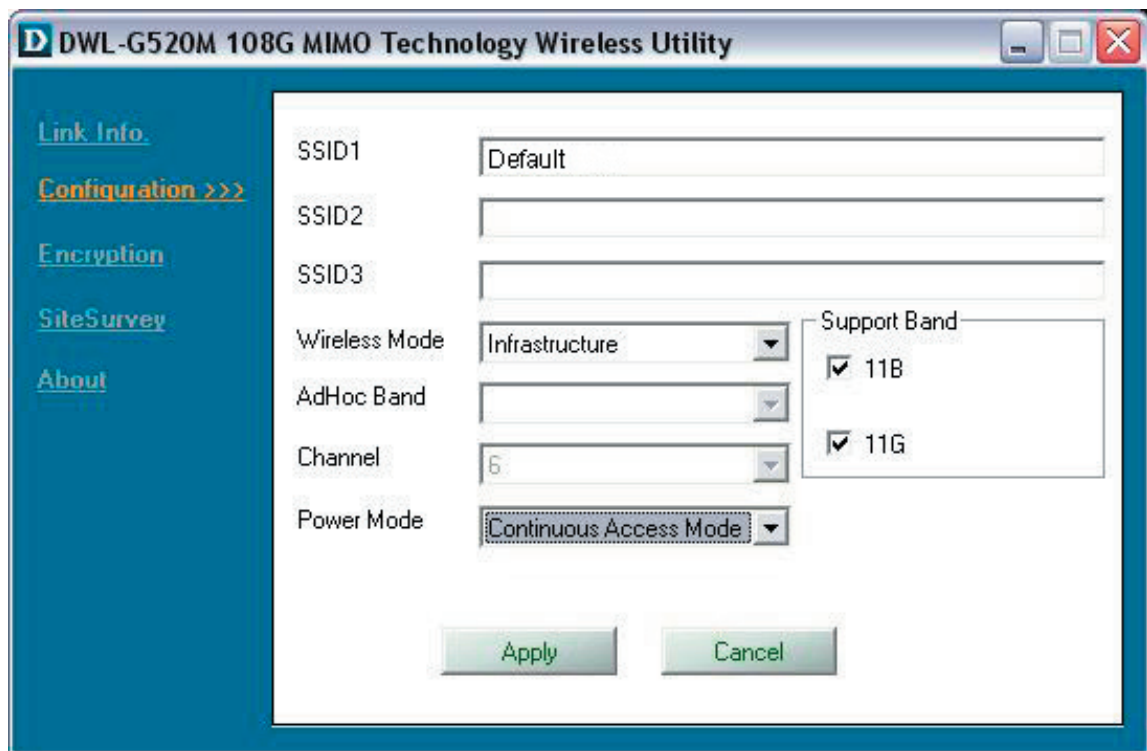 D DWL-G520M 108G MIMO Technology Wireless Utility
Link Info.
Configuration >>>
Encryption
SiteSurvey
About
SSID1 Default
SSID2
SSID3
Wireless Mode Infrastructure
AdHoc Band
Channel 6
Power Mode Continuous Access Mode
Support Band
11B
11G
Apply Cancel